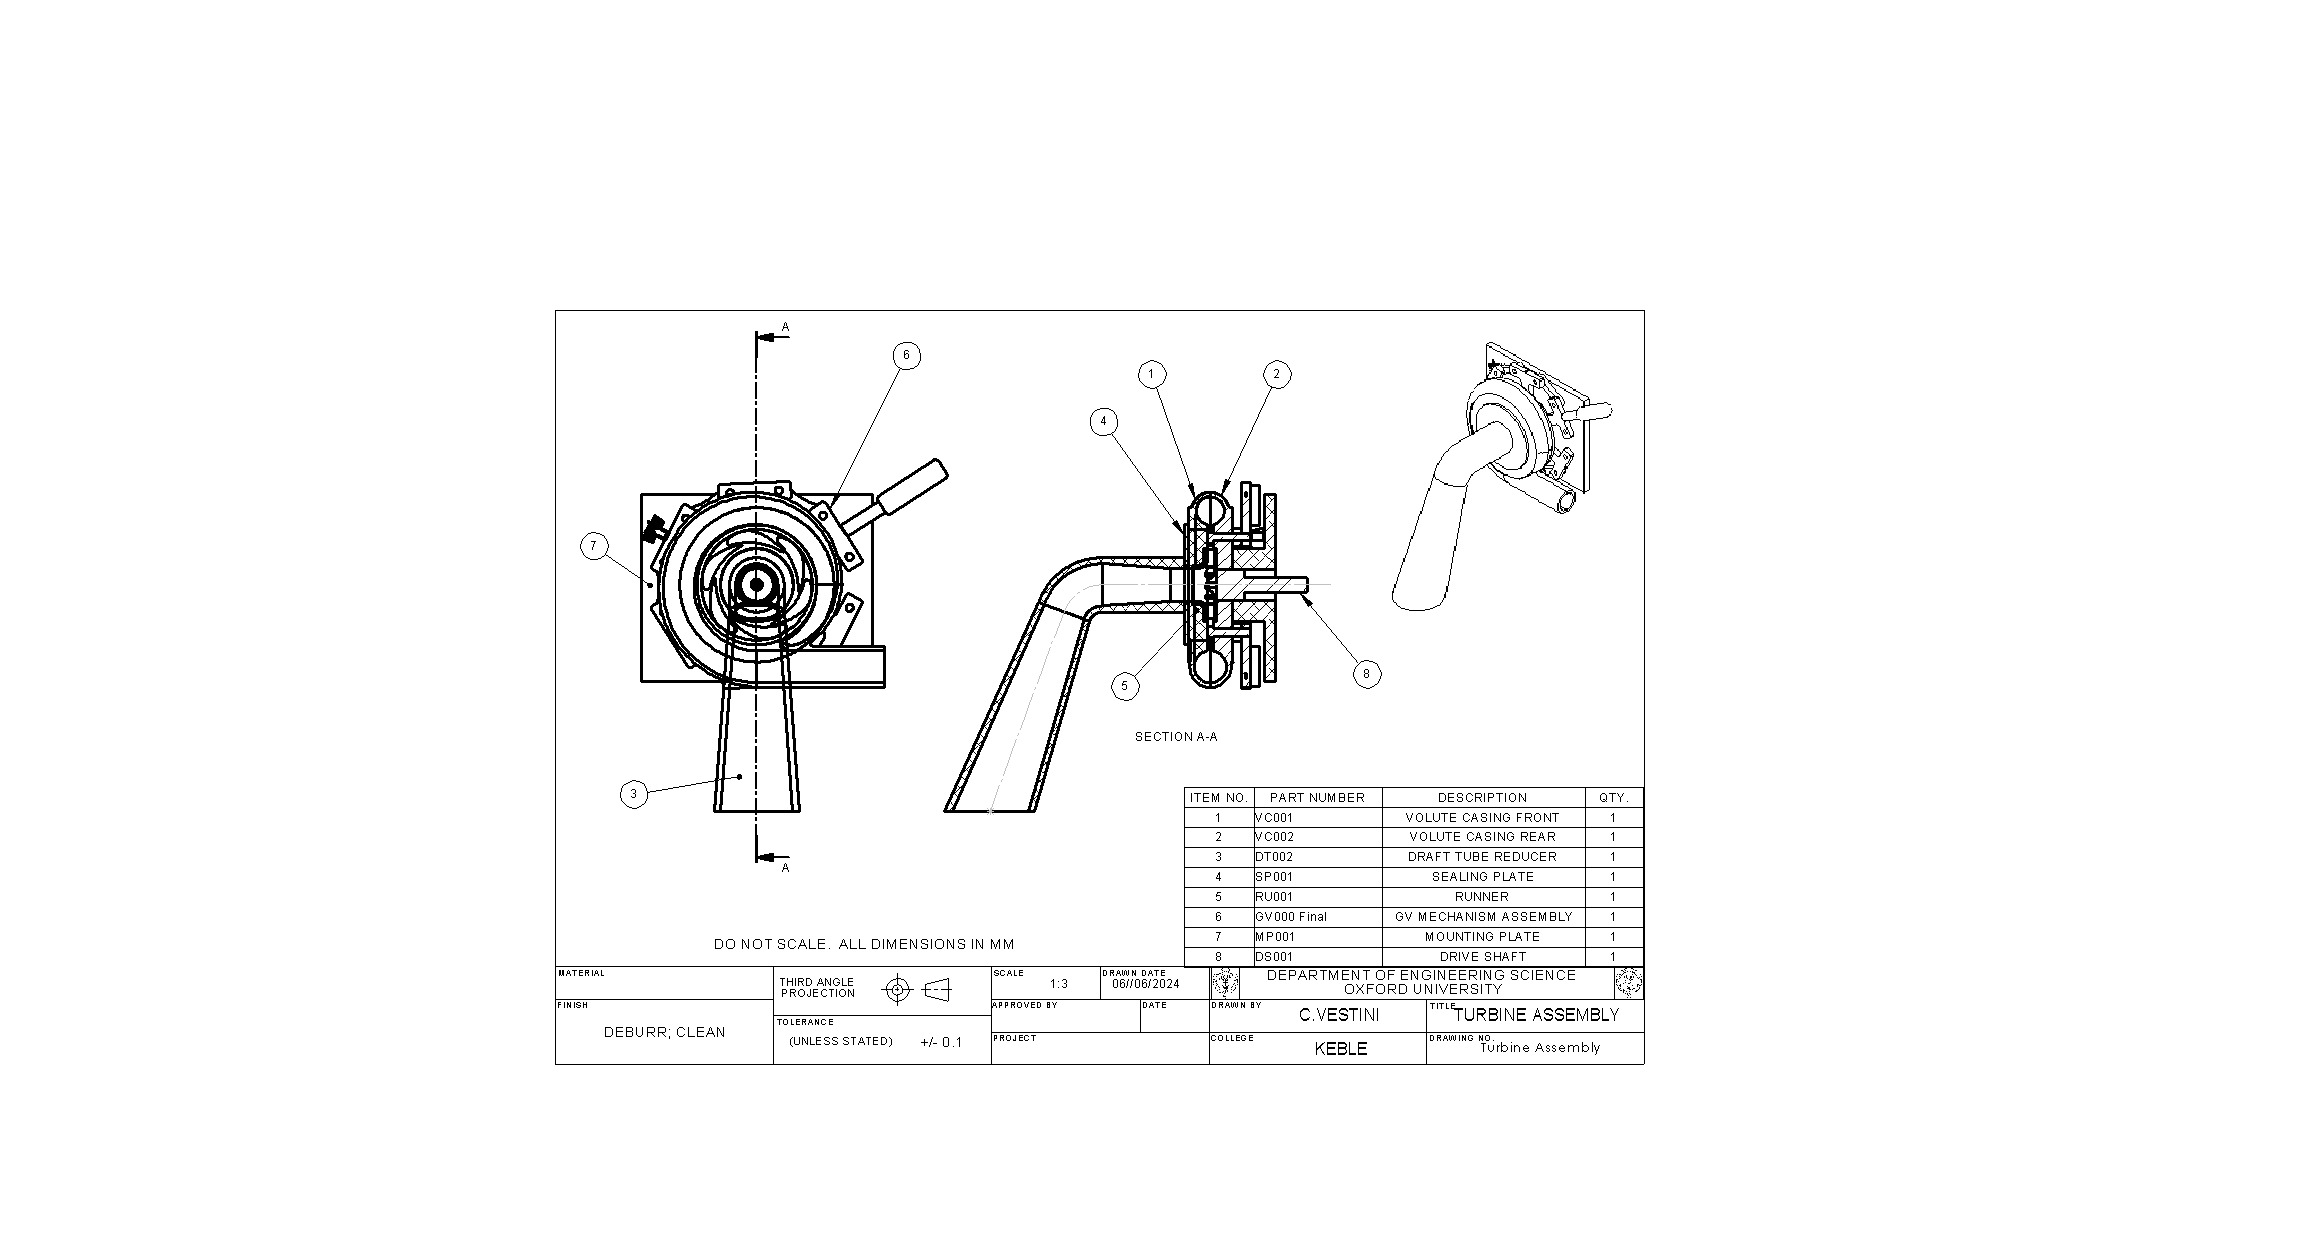 A
6
1
2
4
7
5
8
3
A
SECTION A-A
ITEM NO. PART NUMBER DESCRIPTION QTY.
1 VC001 VOLUTE CASING FRONT 1
2 VC002 VOLUTE CASING REAR 1
3 DT002 DRAFT TUBE REDUCER 1
4 SP001 SEALING PLATE 1
5 RU001 RUNNER 1
6 GV000 Final GV MECHANISM ASSEMBLY 1
7 MP001 MOUNTING PLATE 1
8 DS001 DRIVE SHAFT 1
DO NOT SCALE. ALL DIMENSIONS IN MM
MATERIAL
FINISH
DEBURR; CLEAN
THIRD ANGLE
PROJECTION
TOLERANCE
(UNLESS STATED) +/- 0.1
SCALE
1:3
DRAWN DATE
06//06/2024
APPROVED BY
DATE
PROJECT
DEPARTMENT OF ENGINEERING SCIENCE
OXFORD UNIVERSITY
DRAWN BY
C.VESTINI
TITLE
TURBINE ASSEMBLY
COLLEGE
KEBLE
DRAWING NO.
Turbine Assembly